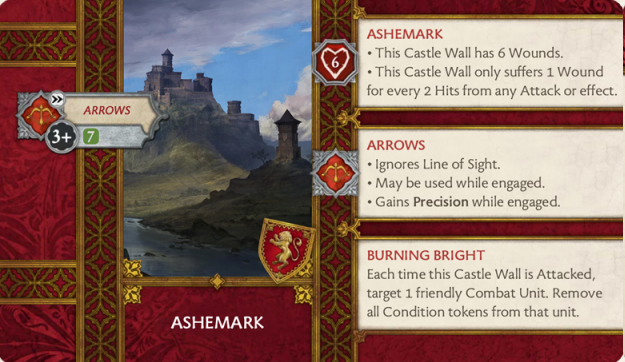 ARROWS
3+
7
ASHEMARK
6
ASHEMARK
• This Castle Wall has 6 Wounds.
• This Castle Wall only suffers 1 Wound
for every 2 Hits from any Attack or effect.
ARROWS
• Ignores Line of Sight.
• May be used while engaged.
• Gains Precision while engaged.
BURNING BRIGHT
Each time this Castle Wall is Attacked,
target 1 friendly Combat Unit. Remove
all Condition tokens from that unit.